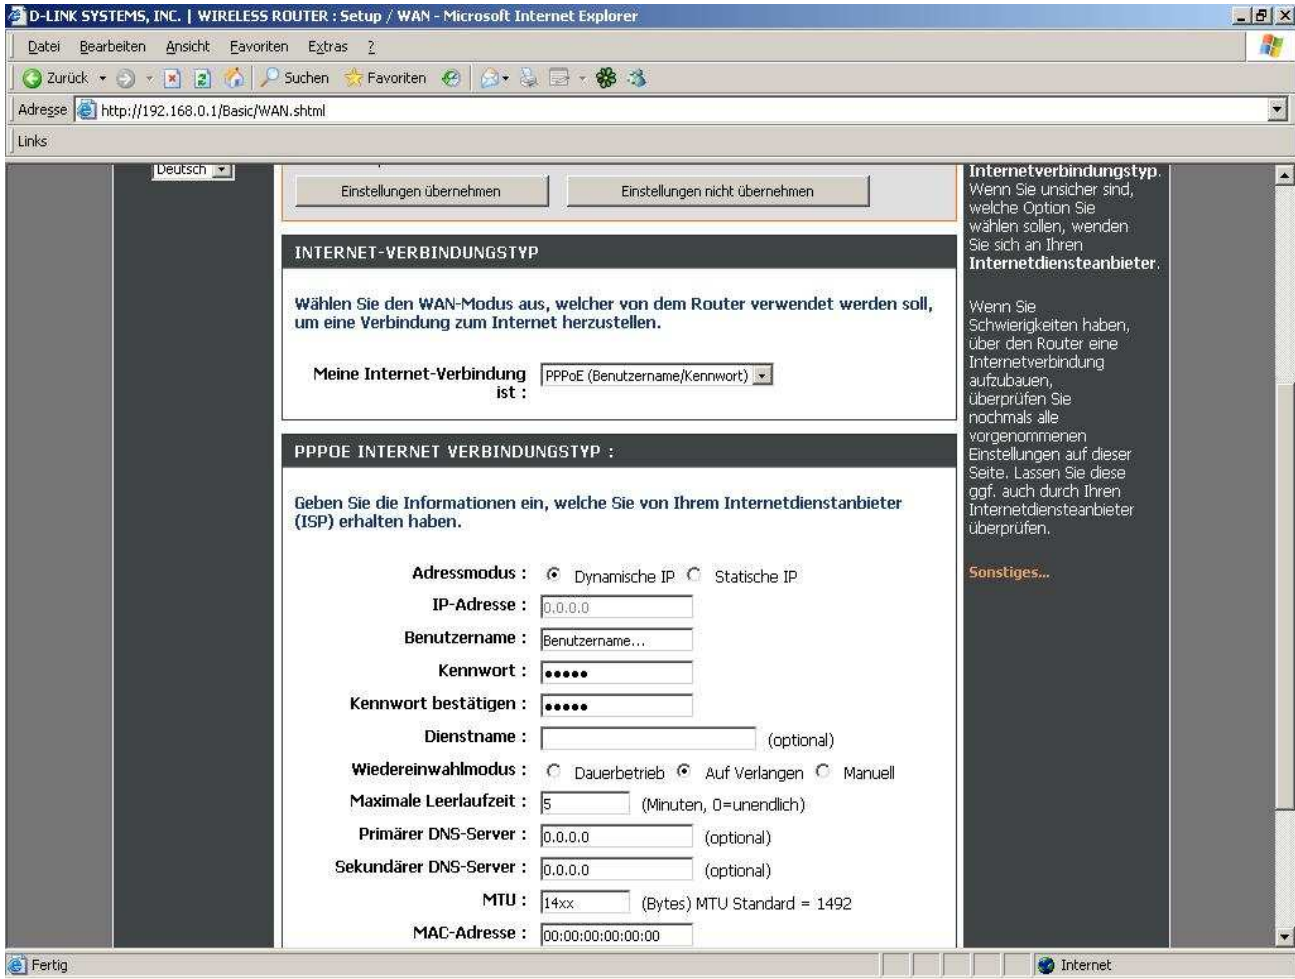 D-LINK SYSTEMS, INC. | WIRELESS ROUTER : Setup / WAN - Microsoft Internet Explorer
Datei Bearbeiten Ansicht Favoriten Extras ?
Zurück Suchen Favoriten
Adresse http://192.168.0.1/Basic/WAN.shtml
Links
Deutsch
Einstellungen übernehmen Einstellungen nicht übernehmen
INTERNET-VERBINDUNGSTYP
Wählen Sie den WAN-Modus aus, welcher von dem Router verwendet werden soll,
um eine Verbindung zum Internet herzustellen.
Meine Internet-Verbindung
ist : PPPoE (Benutzername/Kennwort)
PPPOE INTERNET VERBINDUNGSTYP :
Geben Sie die Informationen ein, welche Sie von Ihrem Internetdienstanbieter
(ISP) erhalten haben.
Adressmodus : Dynamische IP Statische IP
IP-Adresse : 0.0.0.0
Benutzername : Benutzername...
Kennwort : •••••
Kennwort bestätigen : •••••
Dienstname : (optional)
Wiedereinwahlmodus : Dauerbetrieb Auf Verlangen Manuell
Maximale Leerlaufzeit : 5 (Minuten, 0=unendlich)
Primärer DNS-Server : 0.0.0.0 (optional)
Sekundärer DNS-Server : 0.0.0.0 (optional)
MTU : 14xx (Bytes) MTU Standard = 1492
MAC-Adresse : 00:00:00:00:00:00
Internetverbindungstyp.
Wenn Sie unsicher sind,
welche Option Sie
wählen sollen, wenden
Sie sich an Ihren
Internetdiensteanbieter.
Wenn Sie
Schwierigkeiten haben,
über den Router eine
Internetverbindung
aufzubauen,
überprüfen Sie
nochmals alle
vorgenommenen
Einstellungen auf dieser
Seite. Lassen Sie diese
ggf. auch durch Ihren
Internetdiensteanbieter
überprüfen.
Sonstiges...
Fertig Internet